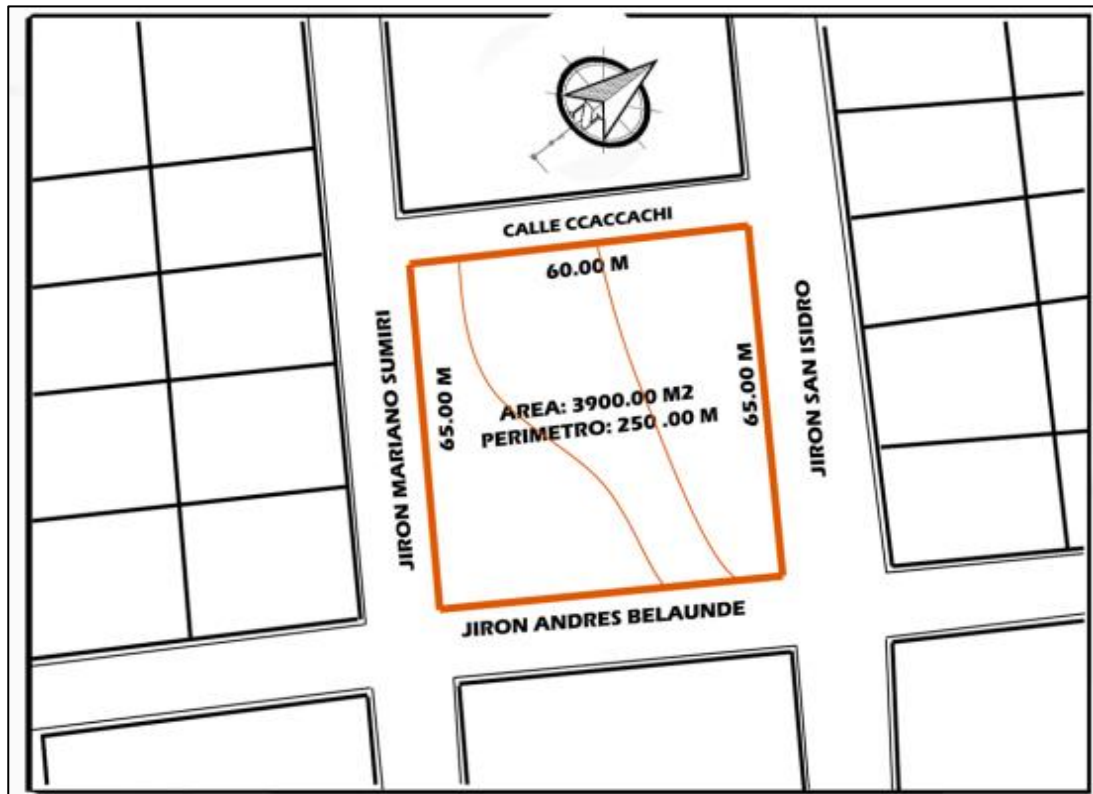 CALLE CCACCACHI
60.00 M
JIRON MARIANO SUMIRI
65.00 M
AREA: 3900.00 M2
PERIMETRO: 250 .00 M
65.00 M
JIRON SAN ISIDRO
JIRON ANDRES BELAUNDE